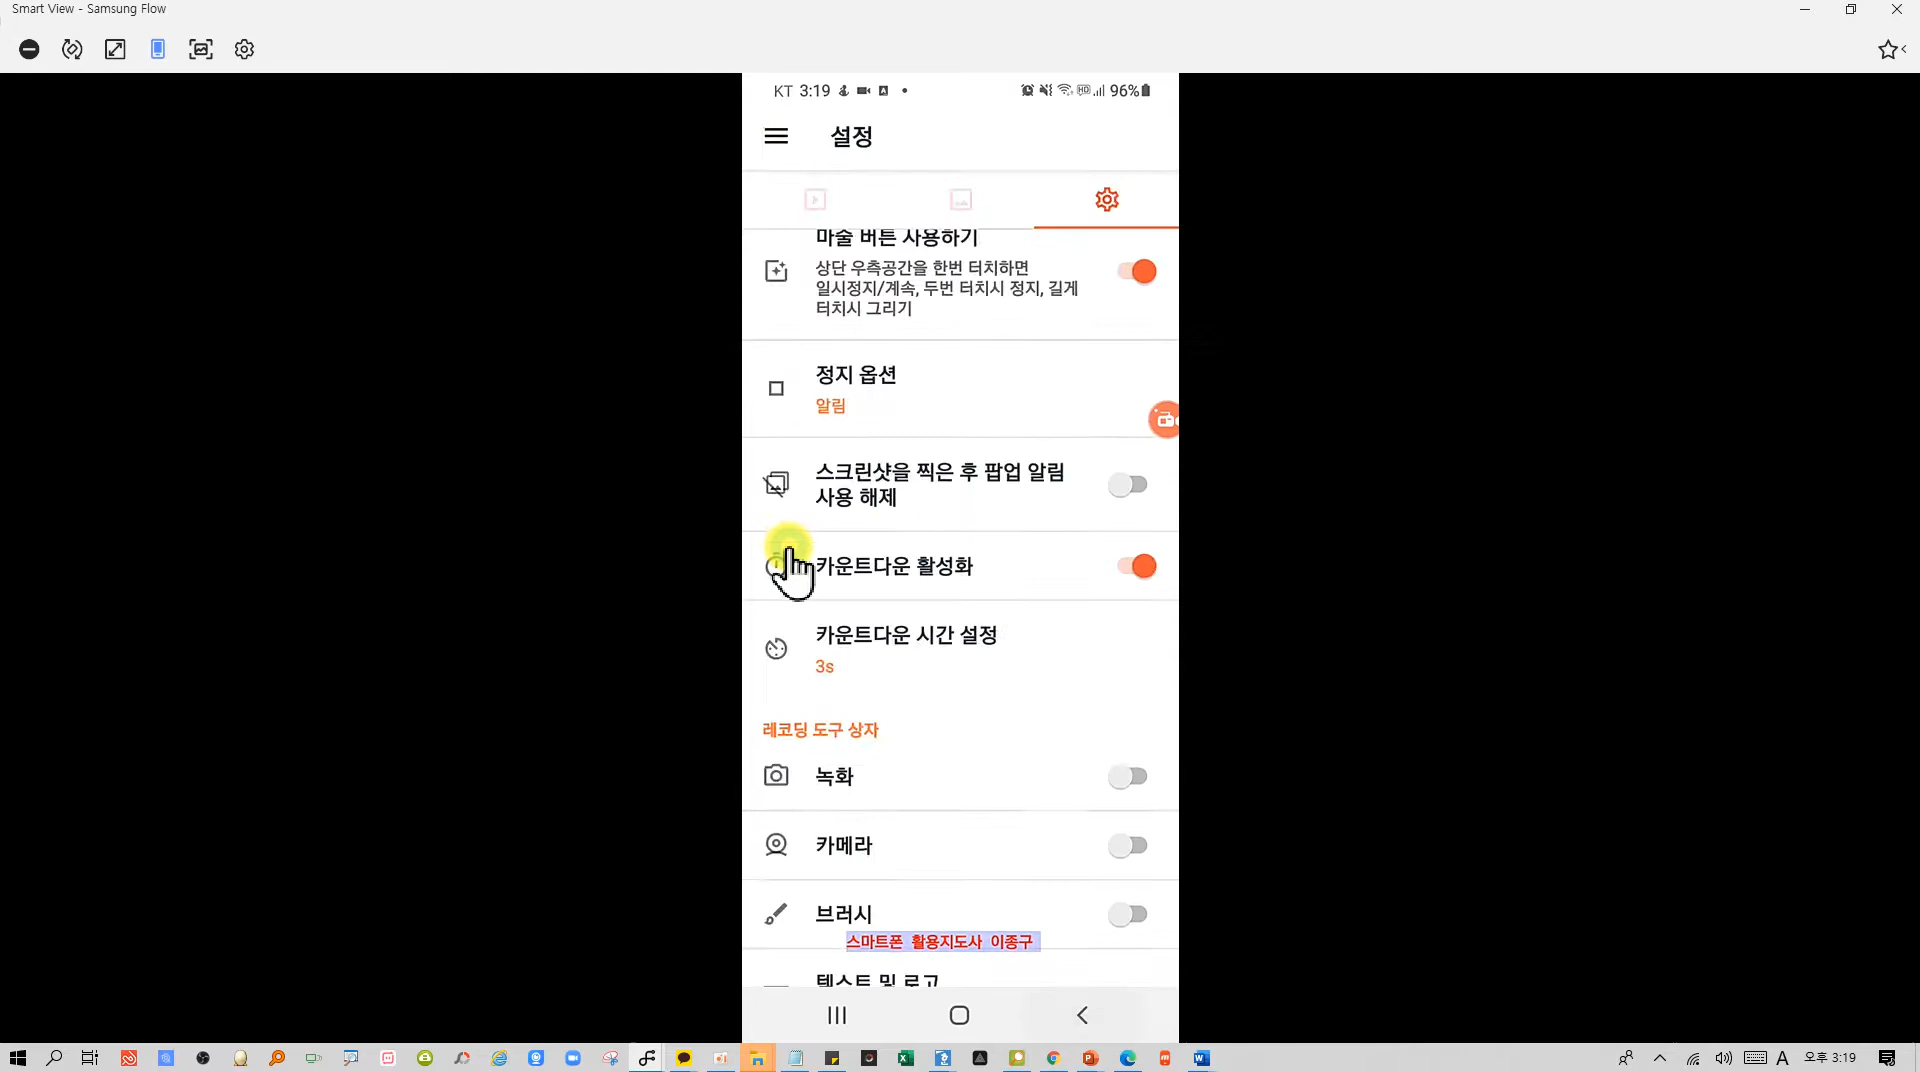 Smart View - Samsung Flow
KT 3:19
96%
설정
마술 버튼 사용하기
상단 우측공간을 한번 터치하면
일시정지/계속, 두번 터치시 정지, 길게
터치시 그리기
정지 옵션
알림
스크린샷을 찍은 후 팝업 알림
사용 해제
카운트다운 활성화
카운트다운 시간 설정
3s
레코딩 도구 상자
녹화
카메라
브러시
스마트폰 활용지도사 이종구
텍스트 및 로고
A 오후 3:19